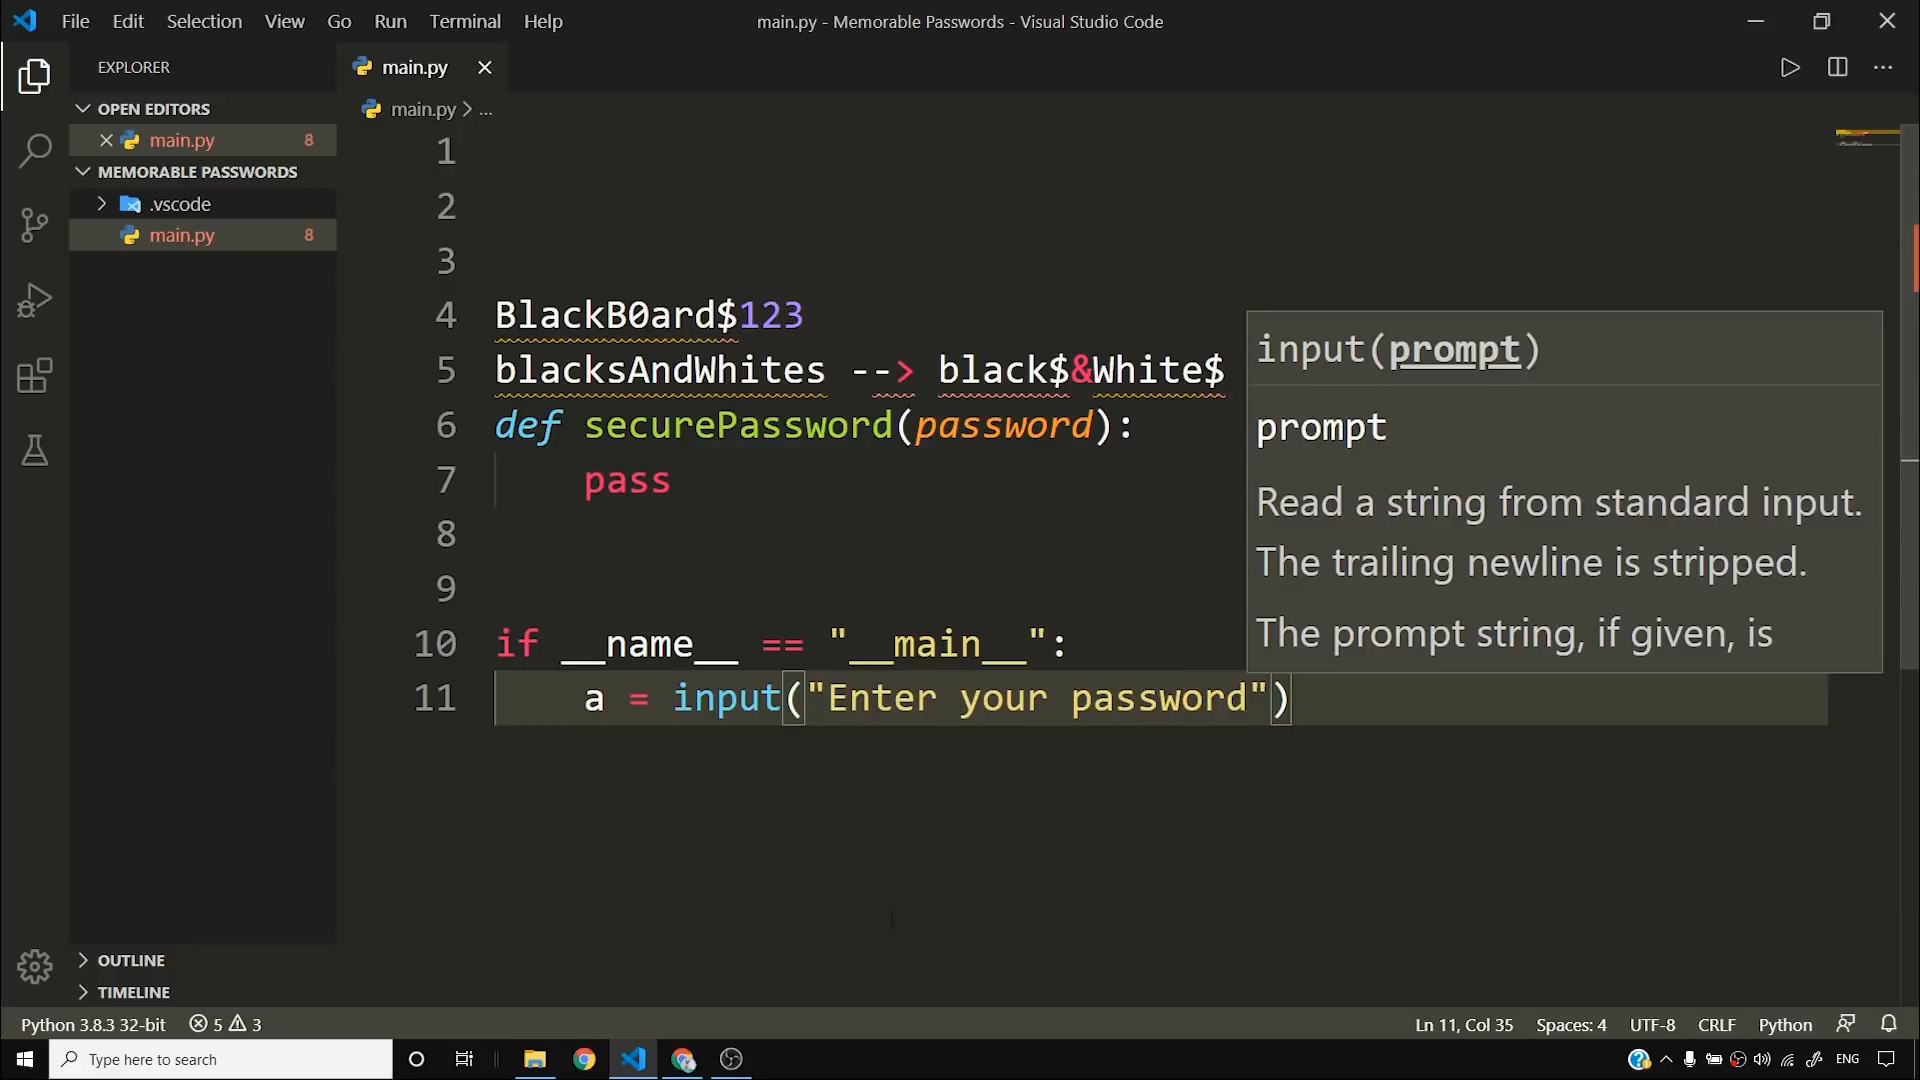 File Edit Selection View Go Run Terminal Help
main.py - Memorable Passwords - Visual Studio Code
EXPLORER
OPEN EDITORS
main.py 8
MEMORABLE PASSWORDS
.vscode
main.py 8
OUTLINE
TIMELINE
main.py
main.py > ...
1
2
3
4 BlackB0ard$123
5 blacksAndWhites --> black$&White$
6 def securePassword(password):
7 pass
8
9
10 if __name__ == "__main__":
11 a = input("Enter your password")
input(prompt)
prompt
Read a string from standard input.
The trailing newline is stripped.
The prompt string, if given, is
Python 3.8.3 32-bit 5 3
Ln 11, Col 35 Spaces: 4 UTF-8 CRLF Python
Type here to search
ENG